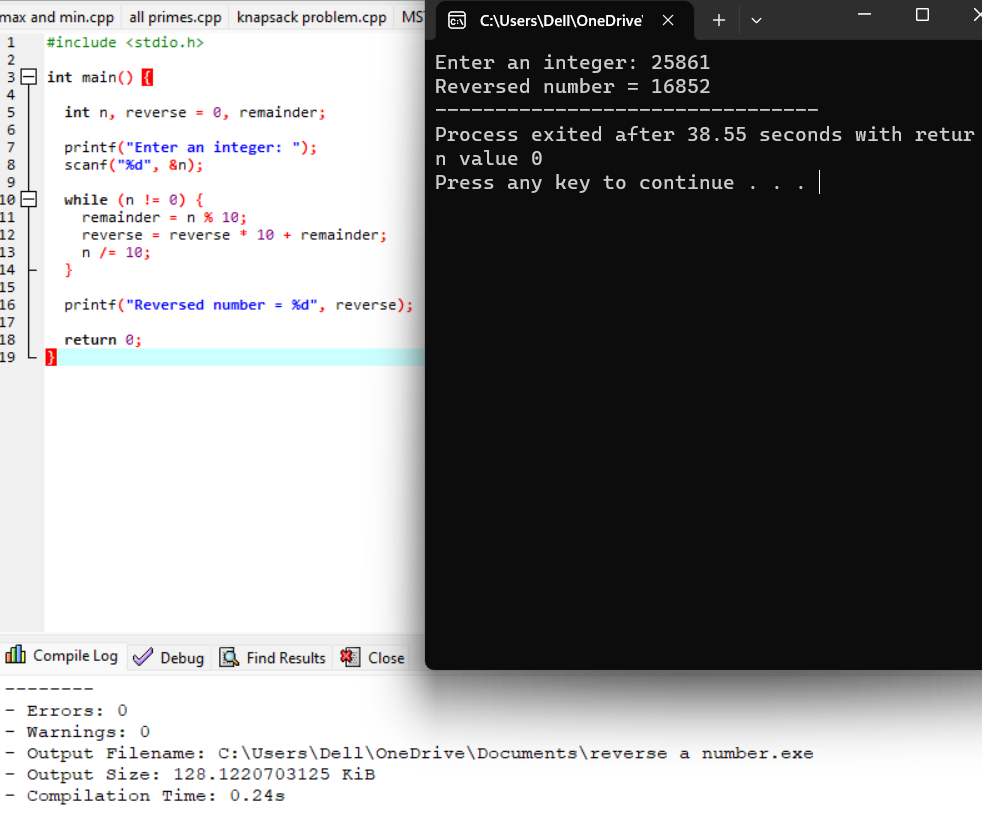 max and min.cpp all primes.cpp knapsack problem.cpp MS
1 #include <stdio.h>
2
3 int main() {
4
5 int n, reverse = 0, remainder;
6
7 printf("Enter an integer: ");
8 scanf("%d", &n);
9
10 while (n != 0) {
11 remainder = n % 10;
12 reverse = reverse * 10 + remainder;
13 n /= 10;
14 }
15
16 printf("Reversed number = %d", reverse);
17
18 return 0;
19 }
C:\Users\Dell\OneDrive'
Enter an integer: 25861
Reversed number = 16852
--------------------------------
Process exited after 38.55 seconds with retur
n value 0
Press any key to continue . . .
Compile Log Debug Find Results Close
--------
- Errors: 0
- Warnings: 0
- Output Filename: C:\Users\Dell\OneDrive\Documents\reverse a number.exe
- Output Size: 128.1220703125 KiB
- Compilation Time: 0.24s